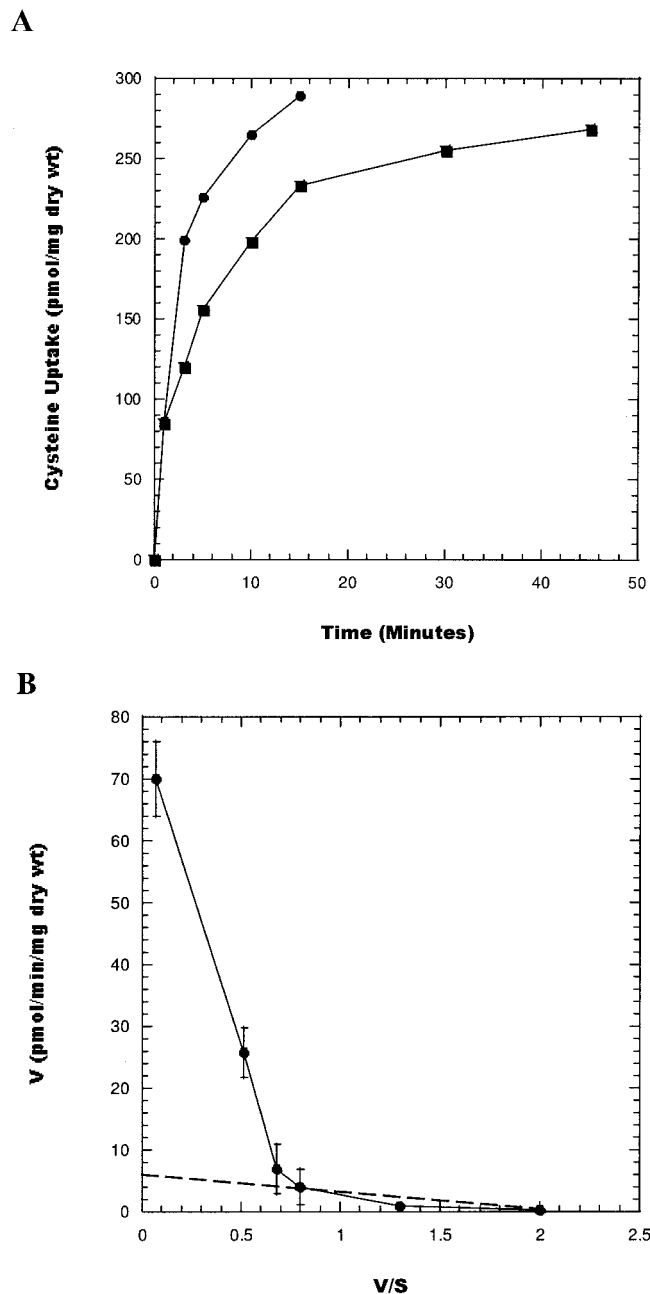 A
Cysteine Uptake (pmol/mg dry wt)
300
250
200
150
100
50
0
0 10 20 30 40 50
Time (Minutes)
B
V (pmol/min/mg dry wt)
80
70
60
50
40
30
20
10
0
0 0.5 1 1.5 2 2.5
V/S